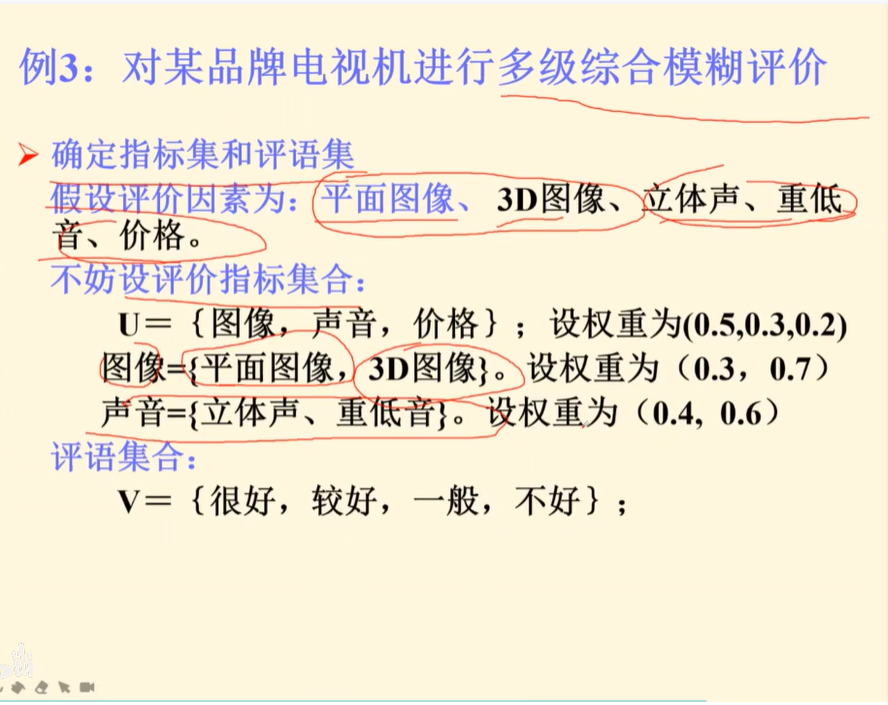 例3：对某品牌电视机进行多级综合模糊评价
确定指标集和评语集
假设评价因素为：平面图像、3D图像、立体声、重低
音、价格。
不妨设评价指标集合：
U＝｛图像，声音，价格｝；设权重为(0.5,0.3,0.2)
图像={平面图像，3D图像}。设权重为（0.3，0.7）
声音={立体声、重低音}。设权重为（0.4, 0.6）
评语集合：
V＝｛很好，较好，一般，不好｝；